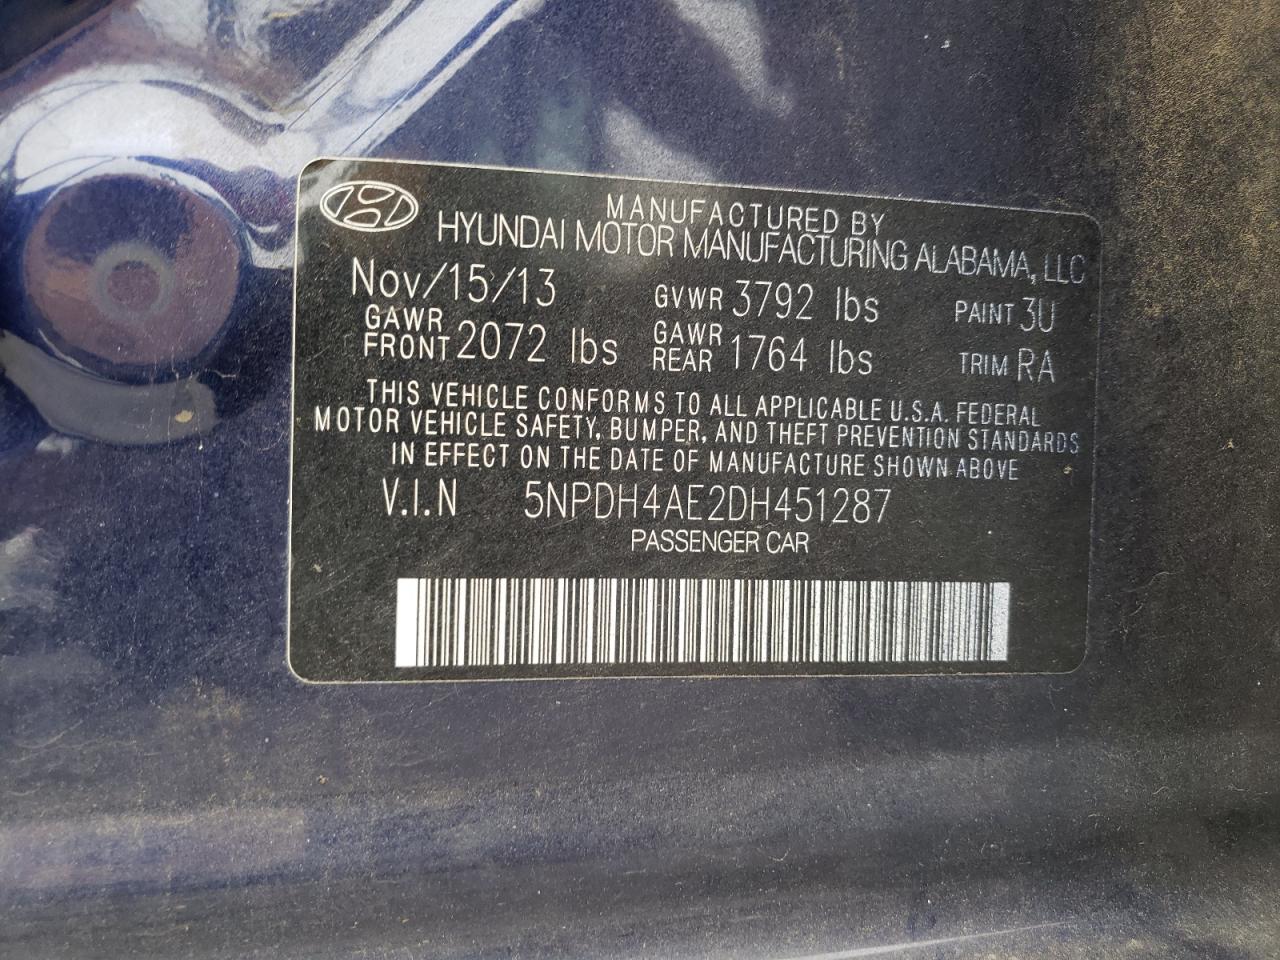 MANUFACTURED BY
HYUNDAI MOTOR MANUFACTURING ALABAMA, LLC
Nov/15/13 GVWR 3792 lbs PAINT 3U
GAWR FRONT 2072 lbs GAWR REAR 1764 lbs TRIM RA
THIS VEHICLE CONFORMS TO ALL APPLICABLE U.S.A. FEDERAL
MOTOR VEHICLE SAFETY, BUMPER, AND THEFT PREVENTION STANDARDS
IN EFFECT ON THE DATE OF MANUFACTURE SHOWN ABOVE
V.I.N 5NPDH4AE2DH451287
PASSENGER CAR